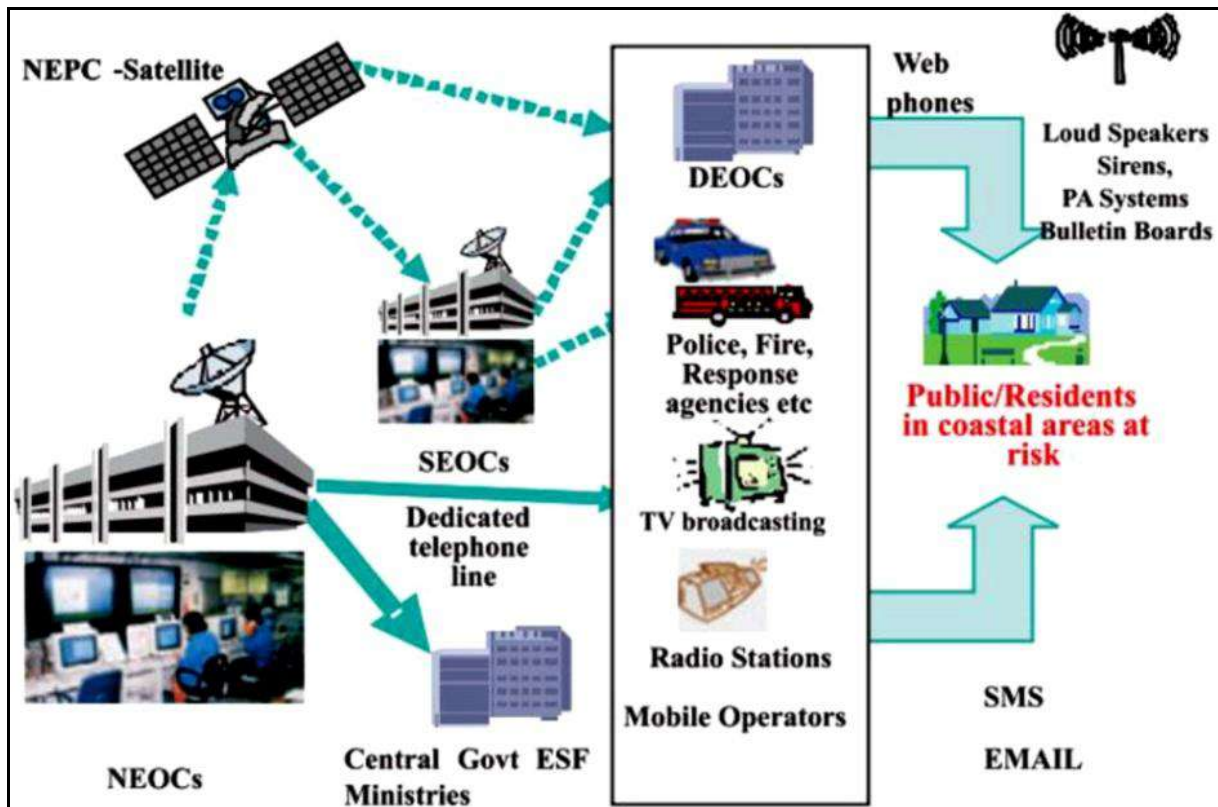 NEPC -Satellite
SEOCs
Dedicated
telephone
line
NEOCs
Central Govt ESF
Ministries
DEOCs
Police, Fire,
Response
agencies etc
TV broadcasting
Radio Stations
Mobile Operators
Web
phones
Loud Speakers
Sirens,
PA Systems
Bulletin Boards
Public/Residents
in coastal areas at
risk
SMS
EMAIL